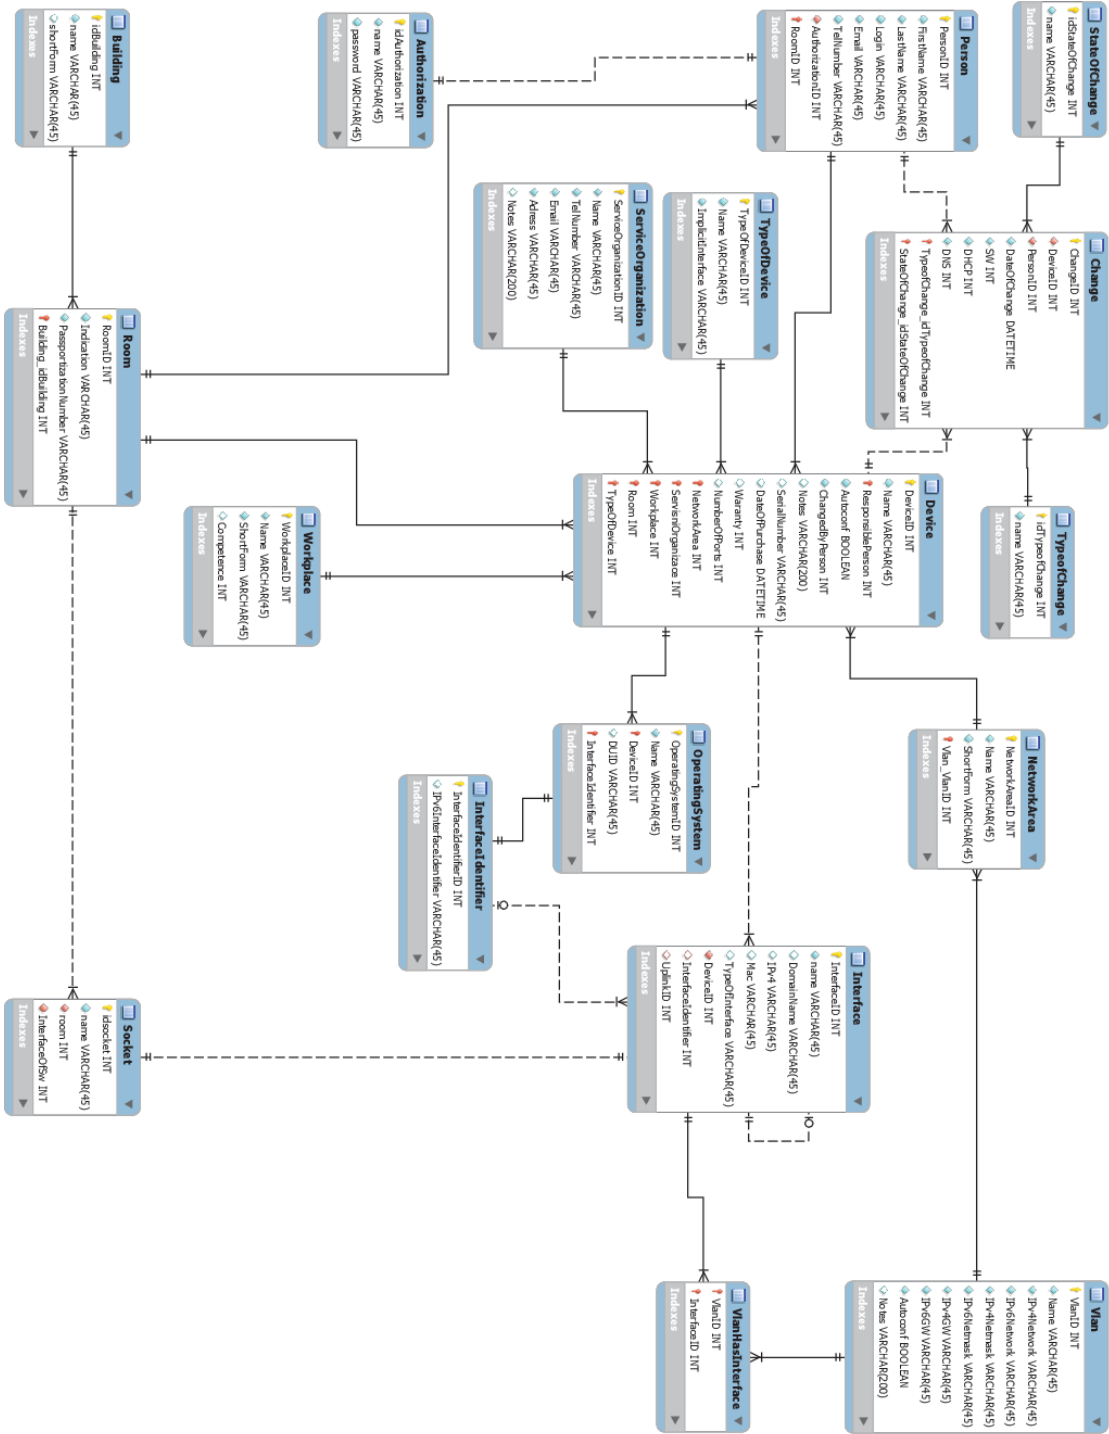 StateOfChange
idStateOfChange INT
name VARCHAR(45)
Indexes
Change
ChangeID INT
DeviceID INT
PersonID INT
DateOfChange DATETIME
SW INT
DHCP INT
DNS INT
TypeofChange_idTypeofChange INT
StateOfChange_idStateOfChange INT
Indexes
TypeofChange
idTypeofChange INT
name VARCHAR(45)
Indexes
NetworkArea
NetworkAreaID INT
Name VARCHAR(45)
ShortForm VARCHAR(45)
Vlan_VlanID INT
Indexes
Vlan
VlanID INT
Name VARCHAR(45)
IPv4Network VARCHAR(45)
IPv6Network VARCHAR(45)
IPv4Netmask VARCHAR(45)
IPv6Netmask VARCHAR(45)
IPv4GW VARCHAR(45)
IPv6GW VARCHAR(45)
Autoconf BOOLEAN
Notes VARCHAR(200)
Indexes
Person
PersonID INT
FirstName VARCHAR(45)
LastName VARCHAR(45)
Login VARCHAR(45)
Email VARCHAR(45)
TelNumber VARCHAR(45)
AuthorizationID INT
RoomID INT
Indexes
TypeOfDevice
TypeOfDeviceID INT
Name VARCHAR(45)
ImplicitInterface VARCHAR(45)
Indexes
ServiceOrganization
ServiceOrganizationID INT
Name VARCHAR(45)
TelNumber VARCHAR(45)
Email VARCHAR(45)
Adress VARCHAR(45)
Notes VARCHAR(200)
Indexes
Device
DeviceID INT
Name VARCHAR(45)
ResponsiblePerson INT
Autoconf BOOLEAN
ChangedByPerson INT
Notes VARCHAR(200)
SerialNumber VARCHAR(45)
DateOfPurchase DATETIME
Waranty INT
NumberOfPorts INT
NetworkArea INT
ServisniOrganizace INT
Workplace INT
Room INT
TypeOfDevice INT
Indexes
OperatingSystem
OperatingSystemID INT
Name VARCHAR(45)
DeviceID INT
DUID VARCHAR(45)
InterfaceIdentifier INT
Indexes
Interface
InterfaceID INT
name VARCHAR(45)
DomainName VARCHAR(45)
IPv4 VARCHAR(45)
Mac VARCHAR(45)
TypeOfInterface VARCHAR(45)
DeviceID INT
InterfaceIdentifier INT
UplinkID INT
Indexes
VlanHasInterface
VlanID INT
InterfaceID INT
Indexes
Authorization
idAuthorization INT
name VARCHAR(45)
password VARCHAR(45)
Indexes
InterfaceIdentifier
InterfaceIdentifierID INT
IPv6InterfaceIdentifier VARCHAR(45)
Indexes
Workplace
WorkplaceID INT
Name VARCHAR(45)
ShortForm VARCHAR(45)
Competence INT
Indexes
Building
idBuilding INT
name VARCHAR(45)
shortForm VARCHAR(45)
Indexes
Room
RoomID INT
Indication VARCHAR(45)
PassportizationNumber VARCHAR(45)
Building_idBuilding INT
Indexes
Socket
idsocket INT
name VARCHAR(45)
room INT
InterfaceOfSw INT
Indexes